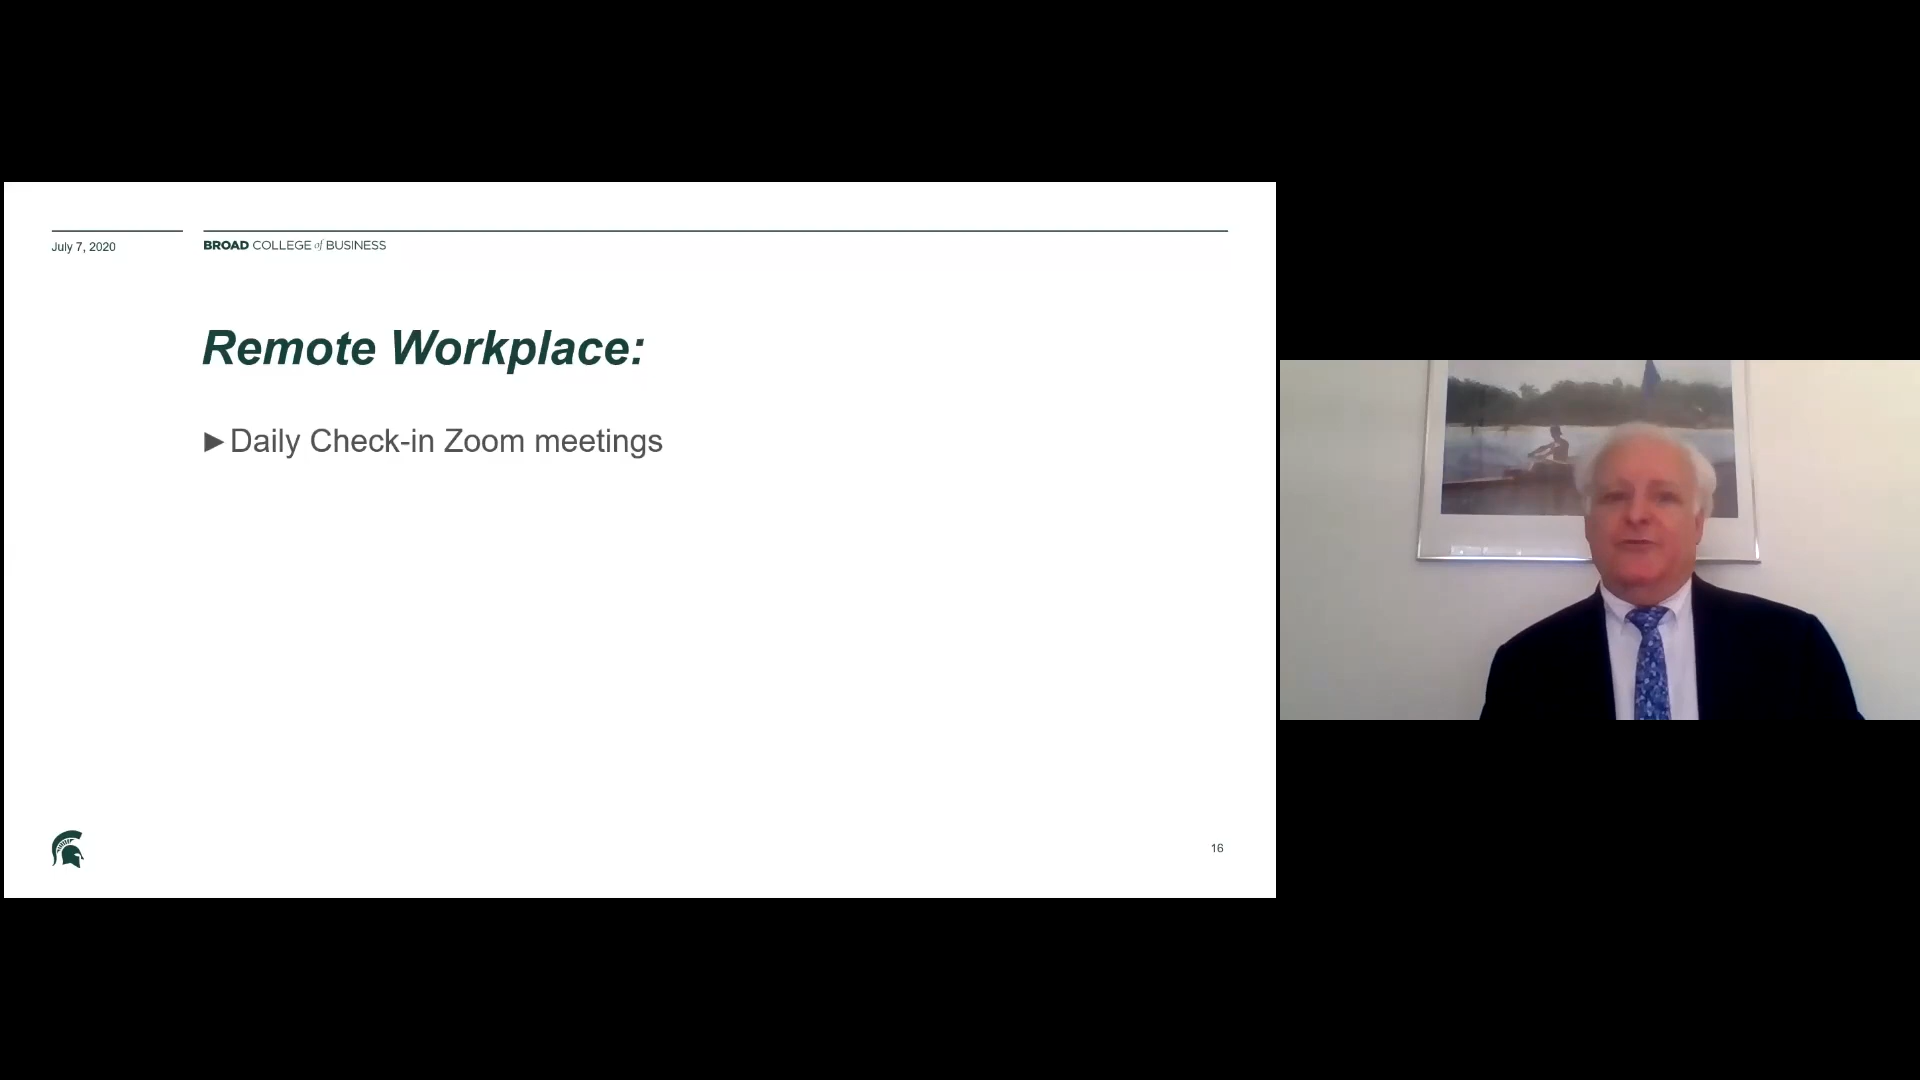 July 7, 2020
BROAD COLLEGE of BUSINESS
Remote Workplace:
►Daily Check-in Zoom meetings
16